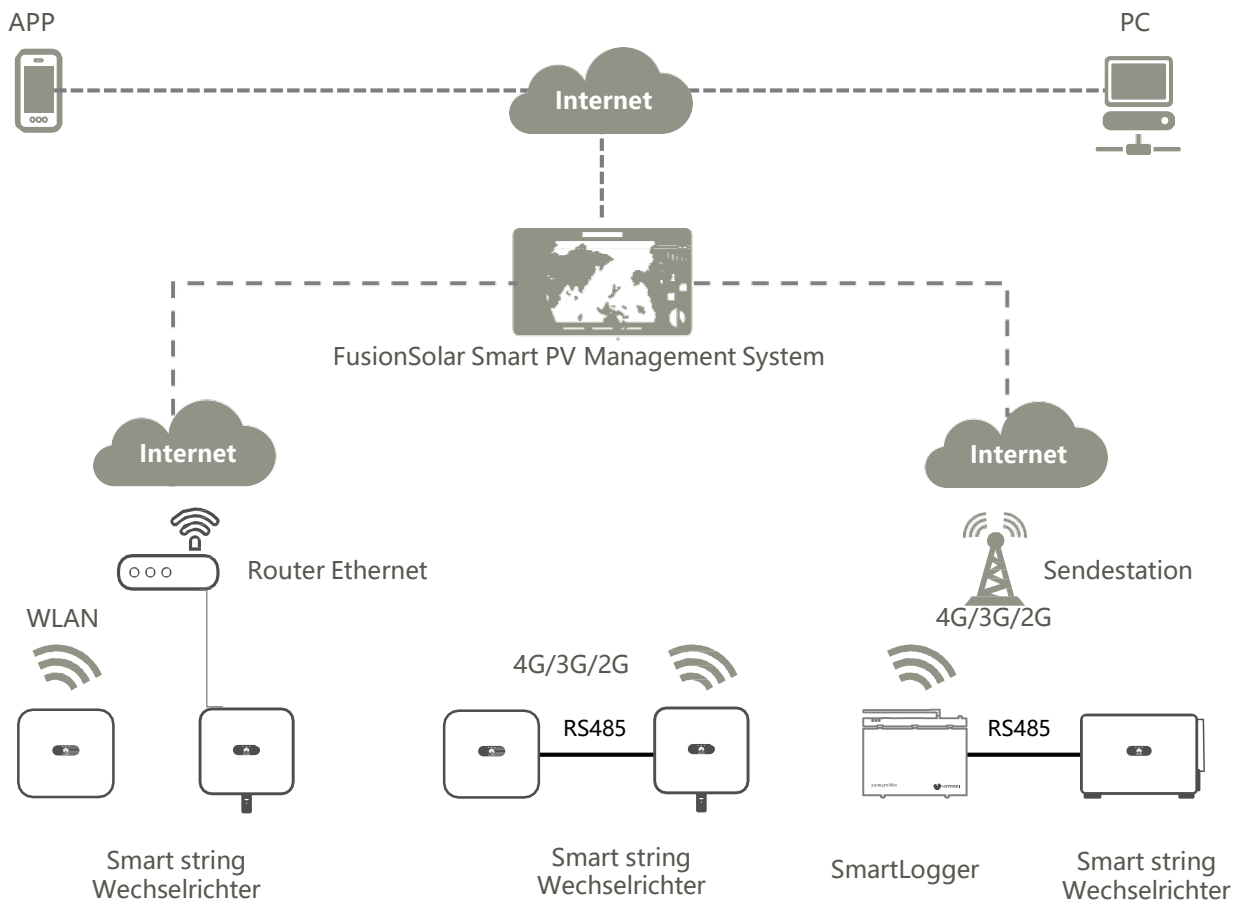 APP
PC
Internet
FusionSolar Smart PV Management System
Internet
Internet
Router Ethernet
Sendestation
WLAN
4G/3G/2G
4G/3G/2G
RS485
RS485
Smart string
Wechselrichter
Smart string
Wechselrichter
SmartLogger
Smart string
Wechselrichter